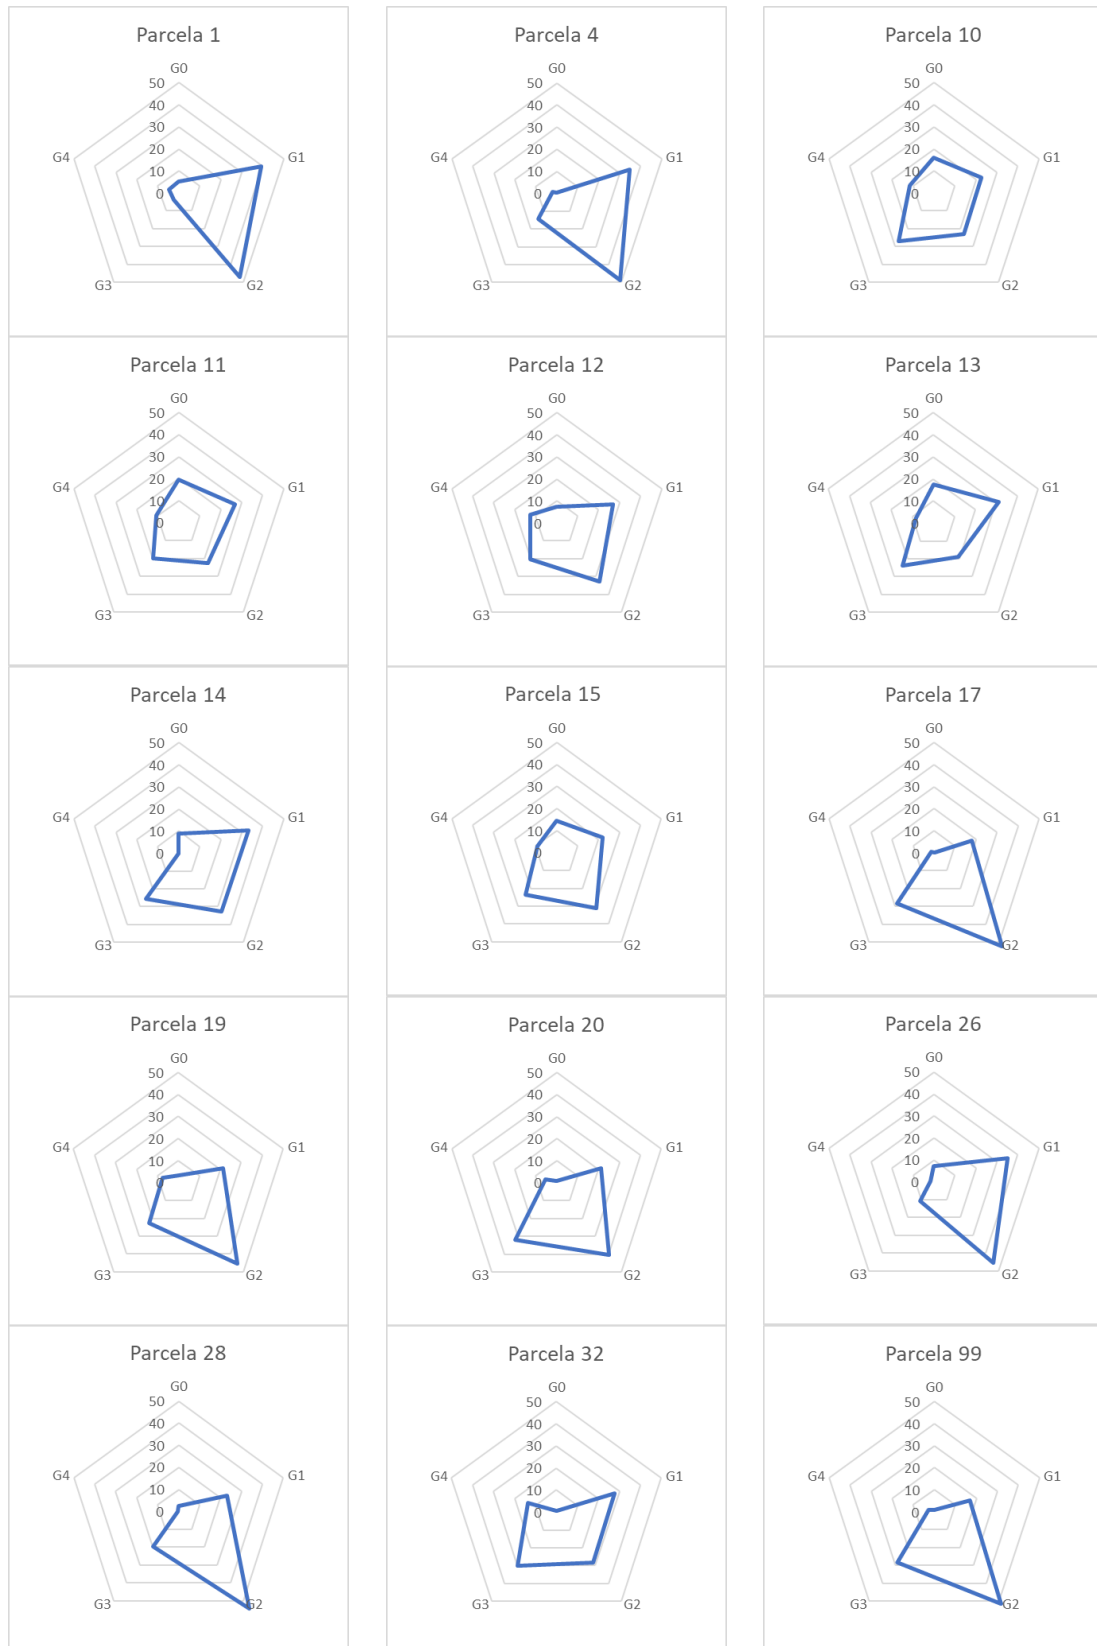 Parcela 1
G0
50
40
30
20
10
0
G4
G1
G3
G2
Parcela 4
G0
50
40
30
20
10
0
G4
G1
G3
G2
Parcela 10
G0
50
40
30
20
10
0
G4
G1
G3
G2
Parcela 11
G0
50
40
30
20
10
0
G4
G1
G3
G2
Parcela 12
G0
50
40
30
20
10
0
G4
G1
G3
G2
Parcela 13
G0
50
40
30
20
10
0
G4
G1
G3
G2
Parcela 14
G0
50
40
30
20
10
0
G4
G1
G3
G2
Parcela 15
G0
50
40
30
20
10
0
G4
G1
G3
G2
Parcela 17
G0
50
40
30
20
10
0
G4
G1
G3
G2
Parcela 19
G0
50
40
30
20
10
0
G4
G1
G3
G2
Parcela 20
G0
50
40
30
20
10
0
G4
G1
G3
G2
Parcela 26
G0
50
40
30
20
10
0
G4
G1
G3
G2
Parcela 28
G0
50
40
30
20
10
0
G4
G1
G3
G2
Parcela 32
G0
50
40
30
20
10
0
G4
G1
G3
G2
Parcela 99
G0
50
40
30
20
10
0
G4
G1
G3
G2